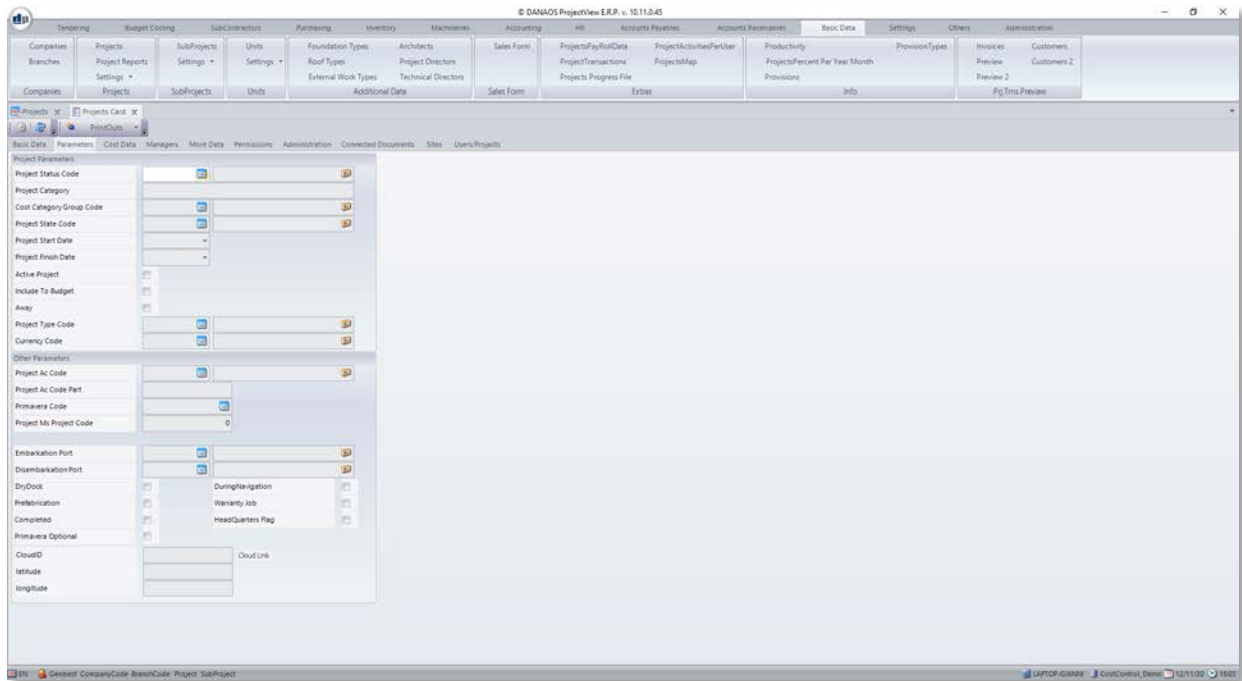 © DANAOS ProjectView E.R.P. v. 10.11.0.45
Tendering Budget Costing SubContractors Purchasing Inventory Machineries Accounting HR Accounts Payables Accounts Receivables Basic Data Settings Others Administration
Companies Projects SubProjects Units Foundation Types Architects Sales Form ProjectsPayRollData ProjectActivitiesPerUser Productivity ProvisionTypes Invoices Customers
Branches Project Reports Settings Settings Roof Types Project Directors ProjectTransactions ProjectsMap ProjectsPercent Per Year Month Preview Customers 2
Settings External Work Types Technical Directors Projects Progress File Provisions Preview 2
Companies Projects SubProjects Units Additional Data Sales Form Extras Info Prj.Trns.Preview
Projects X Projects Card X
PrintOuts
Basic Data Parameters Cost Data Managers More Data Permissions Administration Connected Documents Sites Users/Projects
Project Parameters
Project Status Code
Project Category
Cost Category Group Code
Project State Code
Project Start Date
Project Finish Date
Active Project
Include To Budget
Away
Project Type Code
Currency Code
Other Parameters
Project Ac Code
Project Ac Code Part
Primavera Code
Project Ms Project Code 0
Embarkation Port
Disembarkation Port
DryDock DuringNavigation
Prefabrication Warranty Job
Completed HeadQuarters Flag
Primavera Optional
CloudID Cloud Link
latitude
longitude
EN Geobest CompanyCode BranchCode Project SubProject LAPTOP-GIANNI CostControl_Demo 12/11/20 16:03